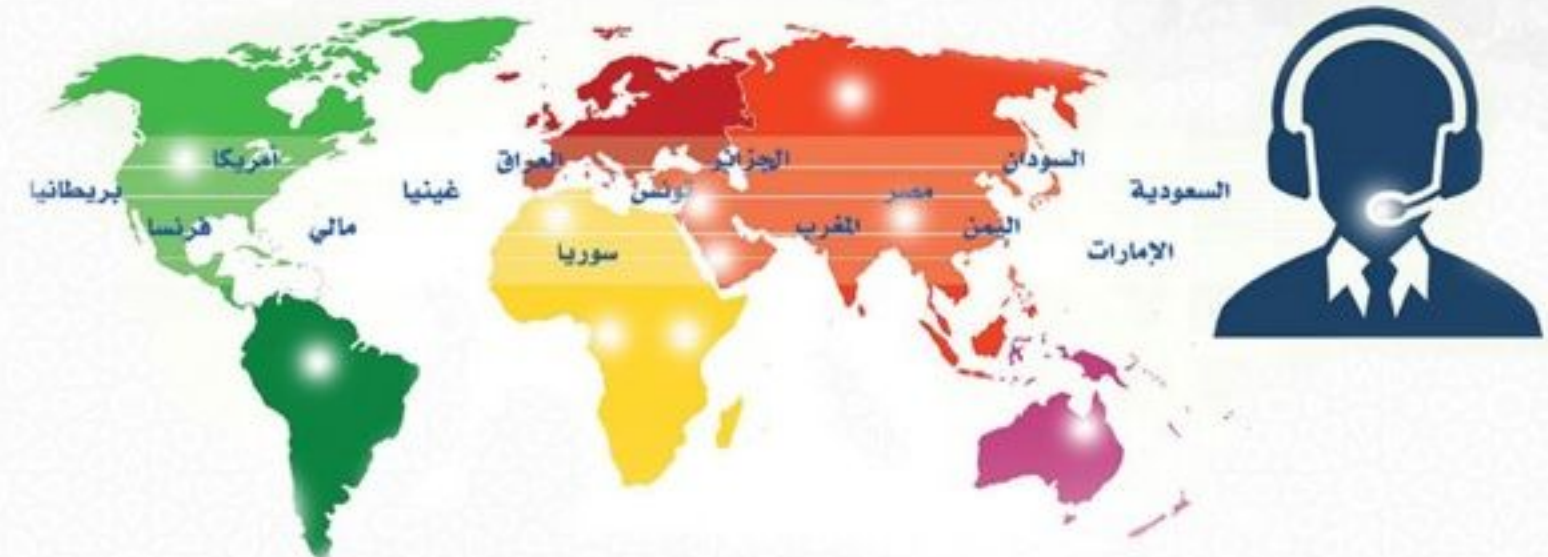 السودان الجزائر العراق أمريكا
السعودية مصر تونس غينيا بريطانيا
اليمن المغرب مالي فرنسا
الإمارات سوريا